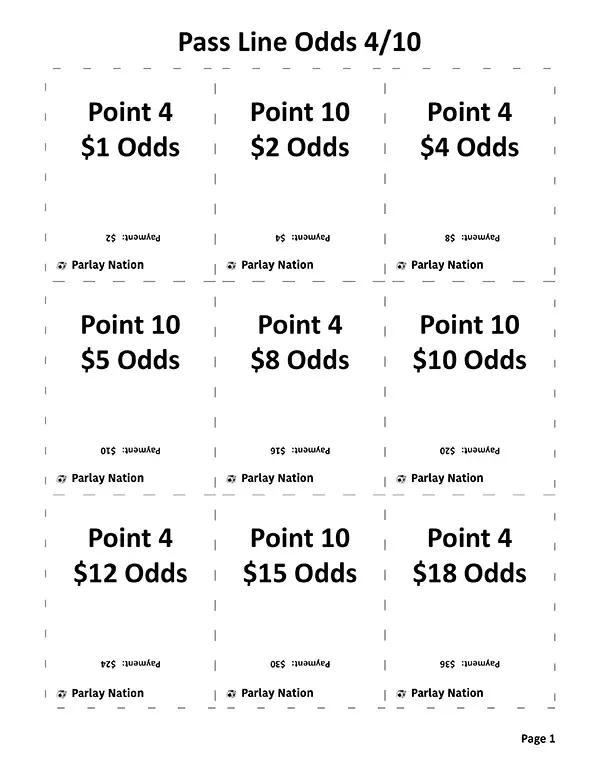 Pass Line Odds 4/10
Point 4
$1 Odds
Payment: $2
Parlay Nation
Point 10
$2 Odds
Payment: $4
Parlay Nation
Point 4
$4 Odds
Payment: $8
Parlay Nation
Point 10
$5 Odds
Payment: $10
Parlay Nation
Point 4
$8 Odds
Payment: $16
Parlay Nation
Point 10
$10 Odds
Payment: $20
Parlay Nation
Point 4
$12 Odds
Payment: $24
Parlay Nation
Point 10
$15 Odds
Payment: $30
Parlay Nation
Point 4
$18 Odds
Payment: $36
Parlay Nation
Page 1